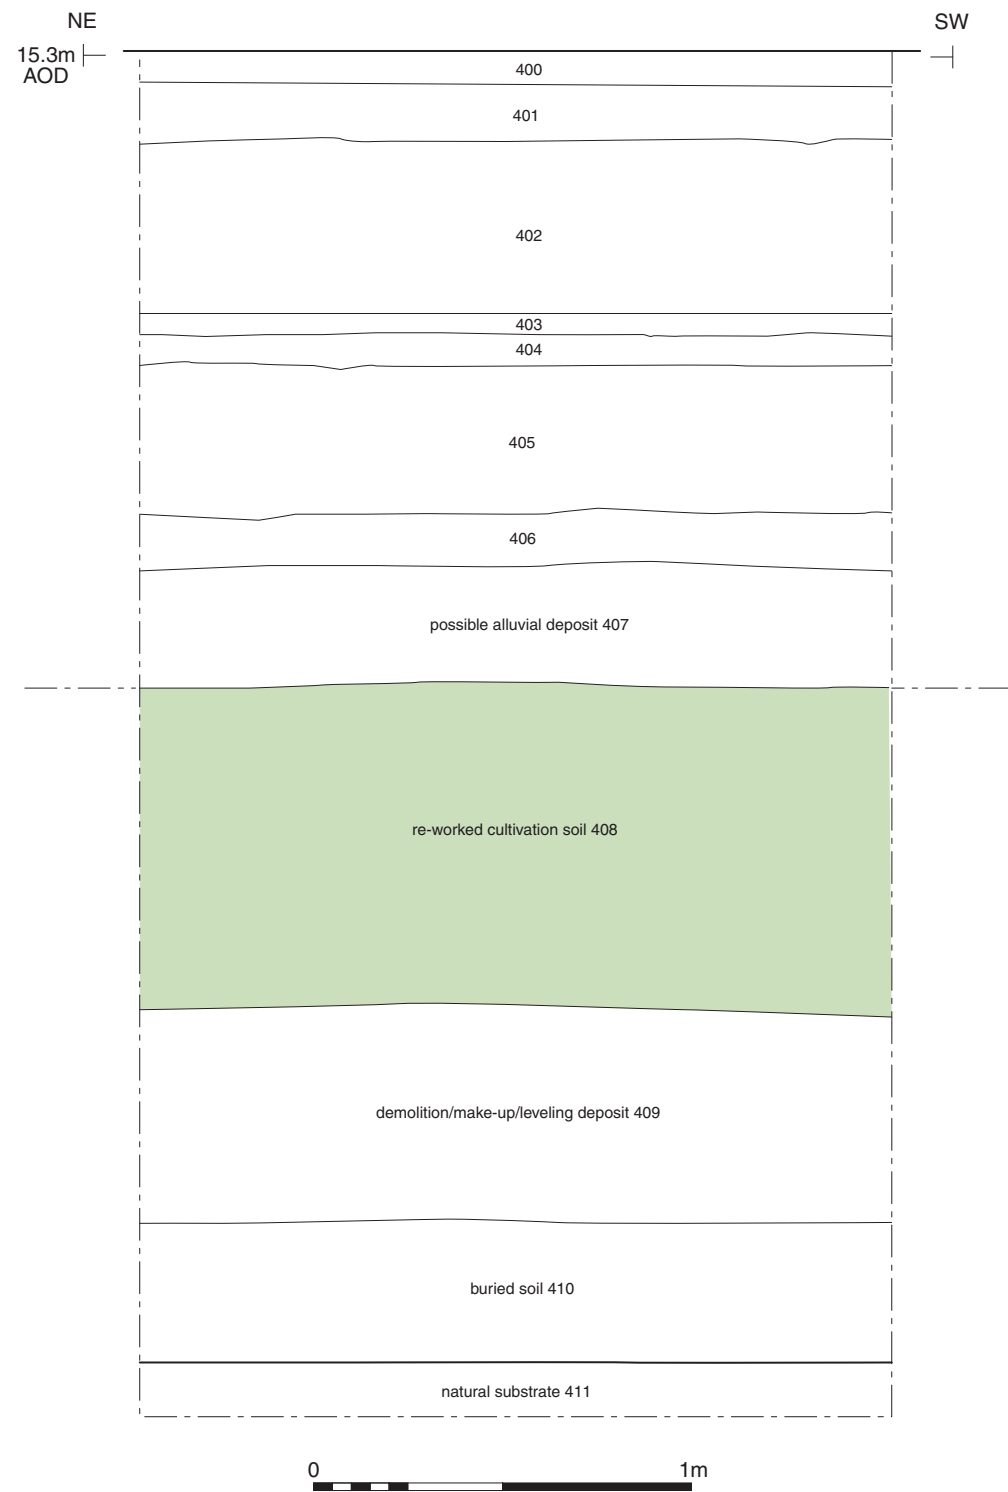 NE
SW
15.3m
AOD
400
401
402
403
404
405
406
possible alluvial deposit 407
re-worked cultivation soil 408
demolition/make-up/leveling deposit 409
buried soil 410
natural substrate 411
0 1m